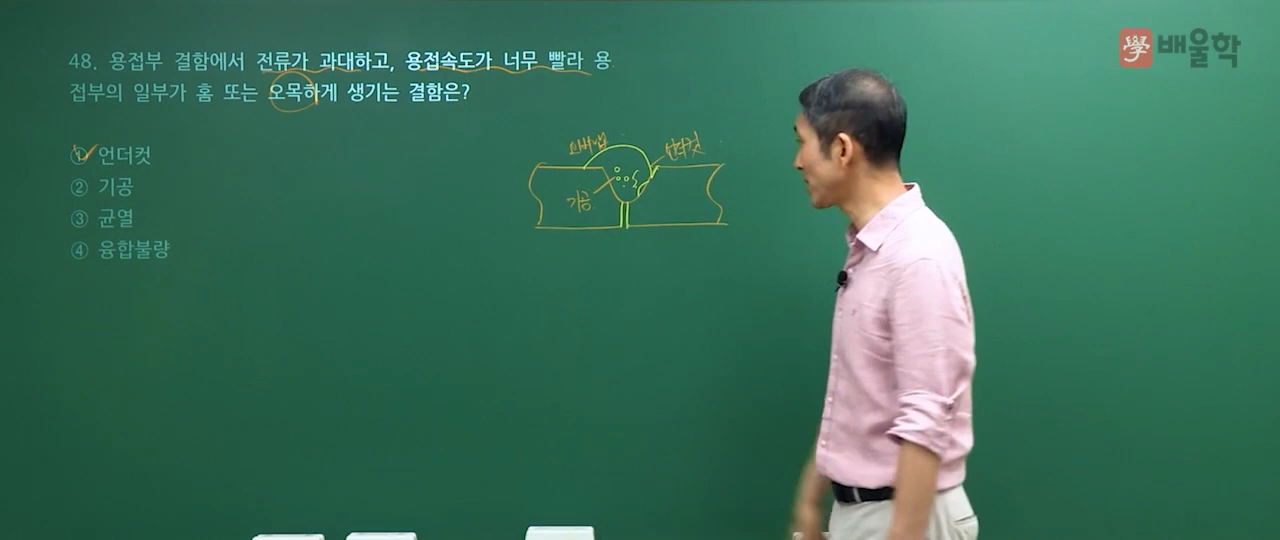 學 배울학
48. 용접부 결함에서 전류가 과대하고, 용접속도가 너무 빨라 용
접부의 일부가 홈 또는 오목하게 생기는 결함은?
① 언더컷
② 기공
③ 균열
④ 융합불량
오버랩
언더컷
기공